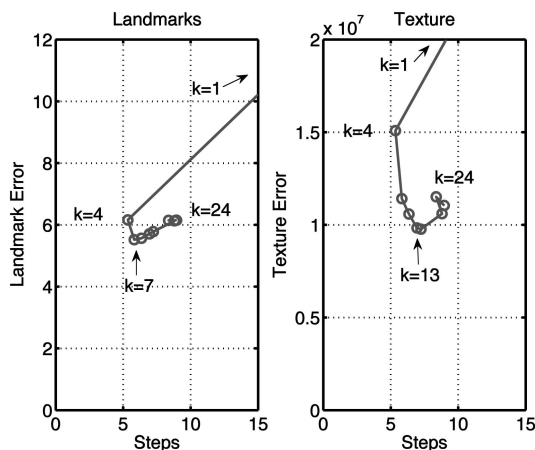 Landmarks
12
10
8
6
4
2
0
0
5
10
15
Steps
Landmark Error
k=1
k=4
k=24
k=7
Texture
2
x 10^7
1.5
1
0.5
0
0
5
10
15
Steps
Texture Error
k=1
k=4
k=24
k=13